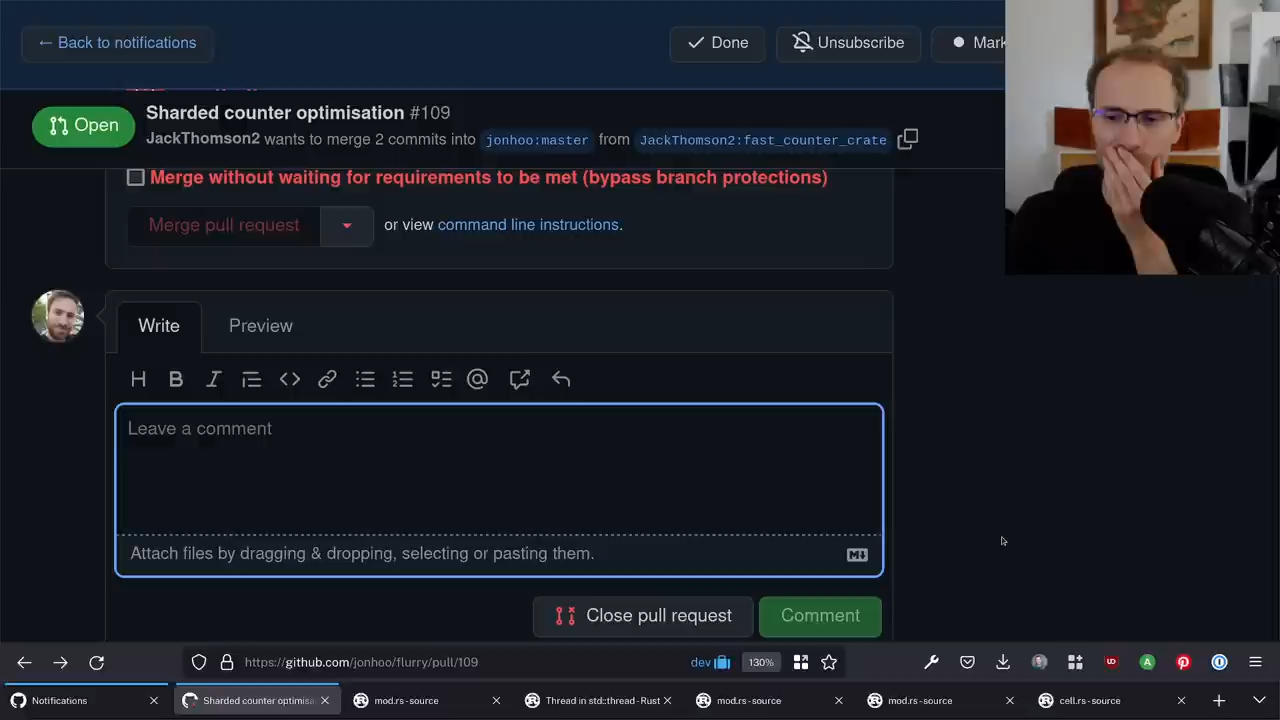 ← Back to notifications
Done
Unsubscribe
Mark
Open
Sharded counter optimisation #109
JackThomson2 wants to merge 2 commits into jonhoo:master from JackThomson2:fast_counter_crate
Merge without waiting for requirements to be met (bypass branch protections)
Merge pull request
or view command line instructions.
Write
Preview
Leave a comment
Attach files by dragging & dropping, selecting or pasting them.
Close pull request
Comment
https://github.com/jonhoo/flurry/pull/109
dev
130%
Notifications
Sharded counter optimisa
mod.rs - source
Thread in std::thread - Rust
mod.rs - source
mod.rs - source
cell.rs - source